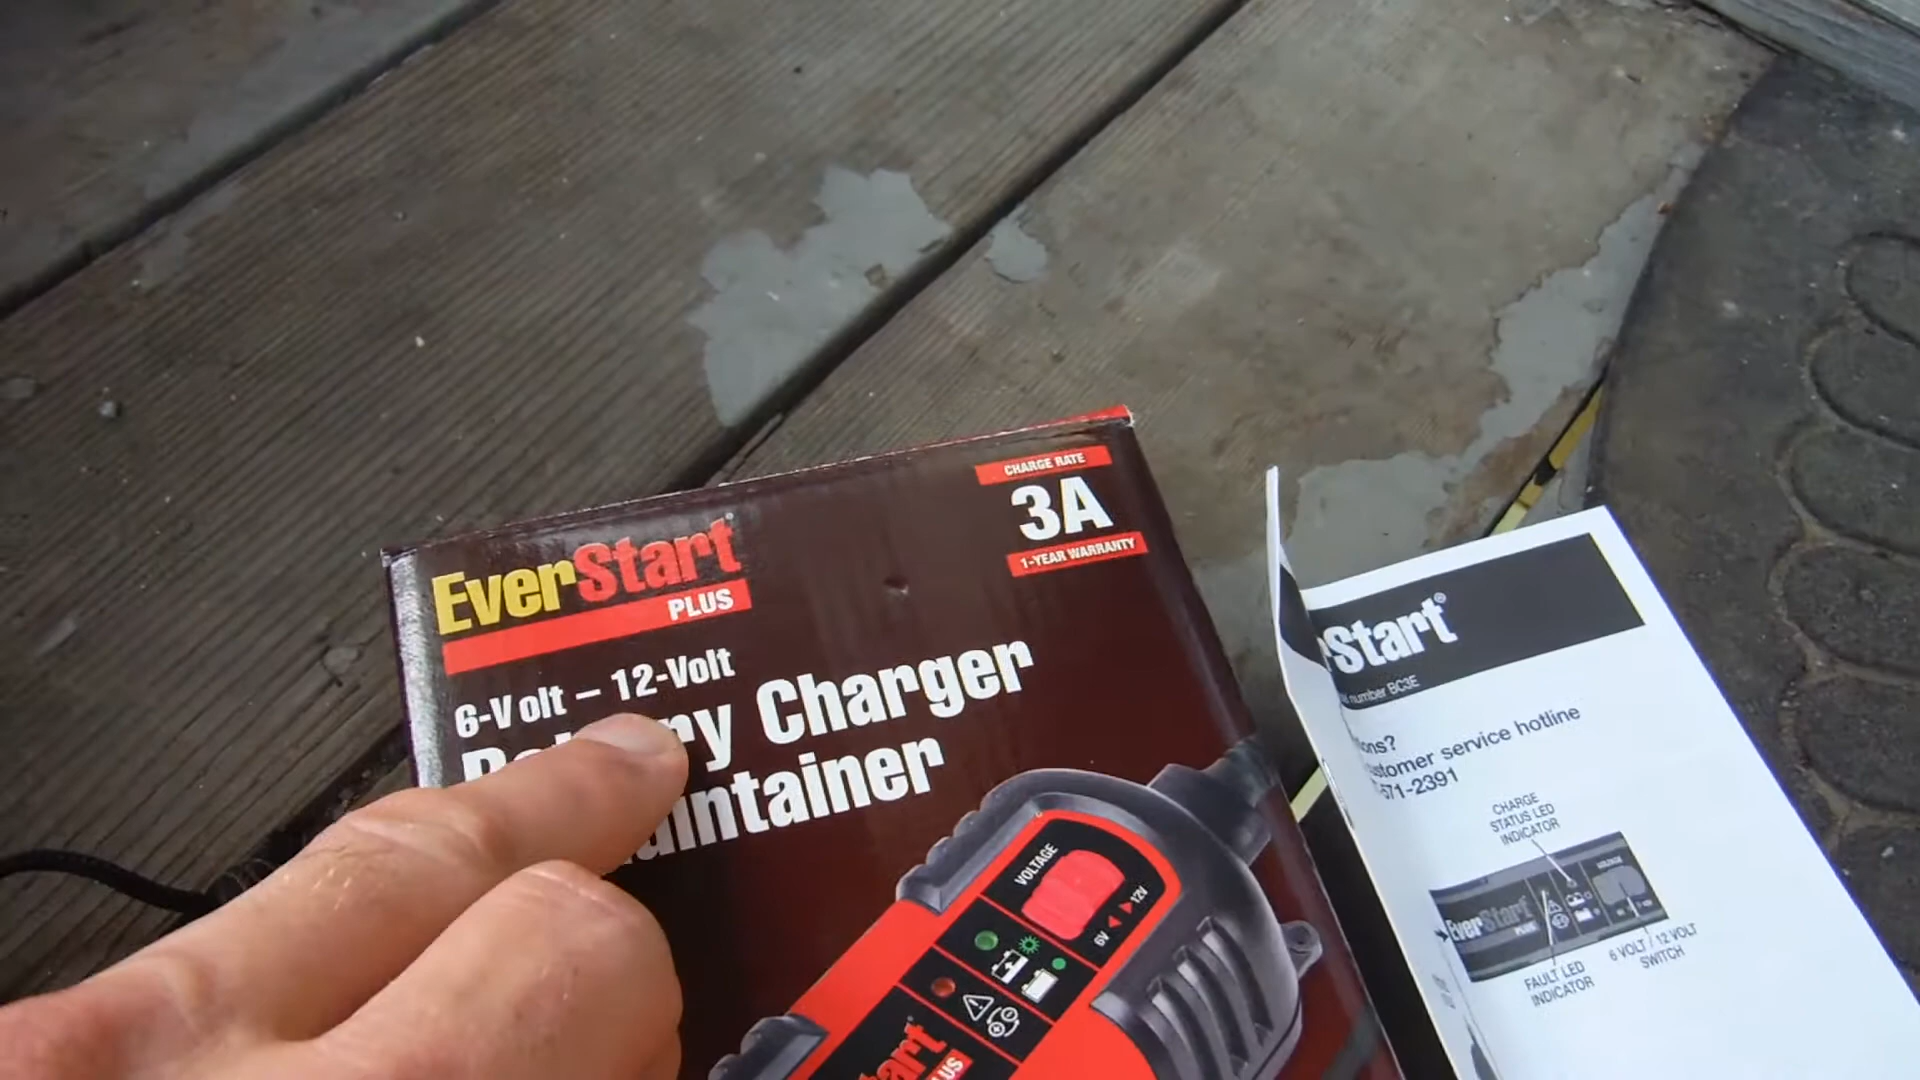 EverStart
PLUS
6-Volt – 12-Volt
Charger
CHARGE RATE
3A
1-YEAR WARRANTY
VOLTAGE
6V
12V
Start®
number BC3E
customer service hotline
571-2391
CHARGE
STATUS LED
INDICATOR
EverStart
PLUS
VOLTAGE
FAULT LED
INDICATOR
6 VOLT / 12 VOLT
SWITCH